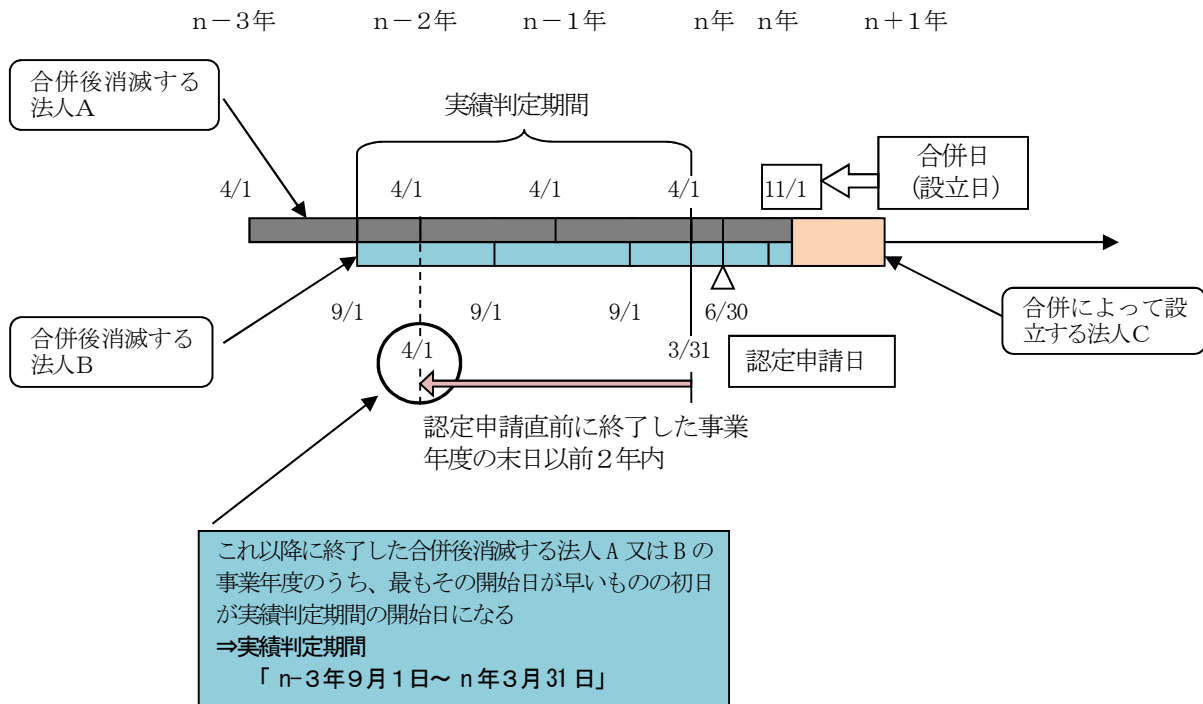 n－3年　n－2年　n－1年　n年　n年　n＋1年
合併後消滅する
法人A
実績判定期間
合併日
（設立日）
4/1　4/1　4/1　4/1　11/1
9/1　9/1　9/1　6/30
合併後消滅する
法人B
4/1　3/31
認定申請日
合併によって設
立する法人C
認定申請直前に終了した事業
年度の末日以前２年内
これ以降に終了した合併後消滅する法人 A 又は B の
事業年度のうち、最もその開始日が早いものの初日
が実績判定期間の開始日になる
⇒実績判定期間
「 n-３年９月１日～ n 年３月 31 日」